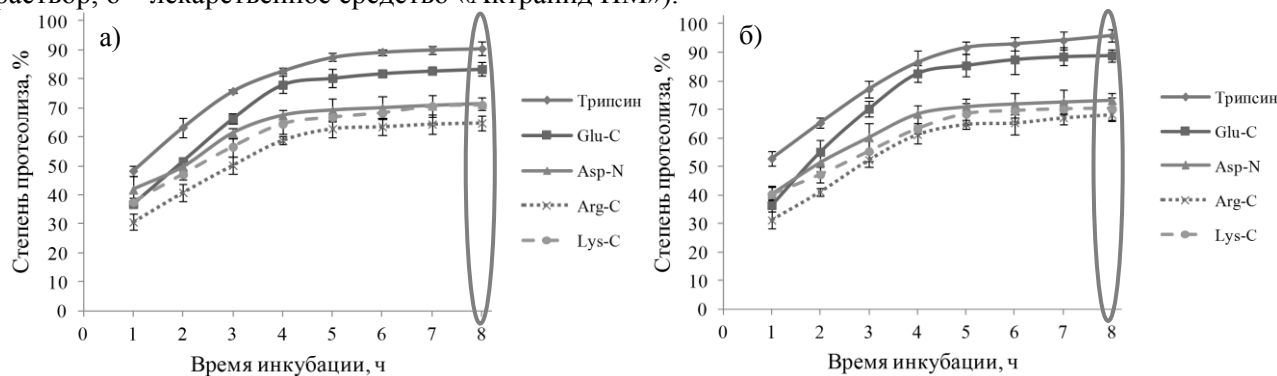 раствор; б – лекарственное средство «Актрапид НМ»).
а)
Степень протеолиза, %
100
90
80
70
60
50
40
30
20
10
0
0 1 2 3 4 5 6 7 8
Время инкубации, ч
Трипсин
Glu-C
Asp-N
Arg-C
Lys-C
б)
Степень протеолиза, %
100
90
80
70
60
50
40
30
20
10
0
0 1 2 3 4 5 6 7 8
Время инкубации, ч
Трипсин
Glu-C
Asp-N
Arg-C
Lys-C